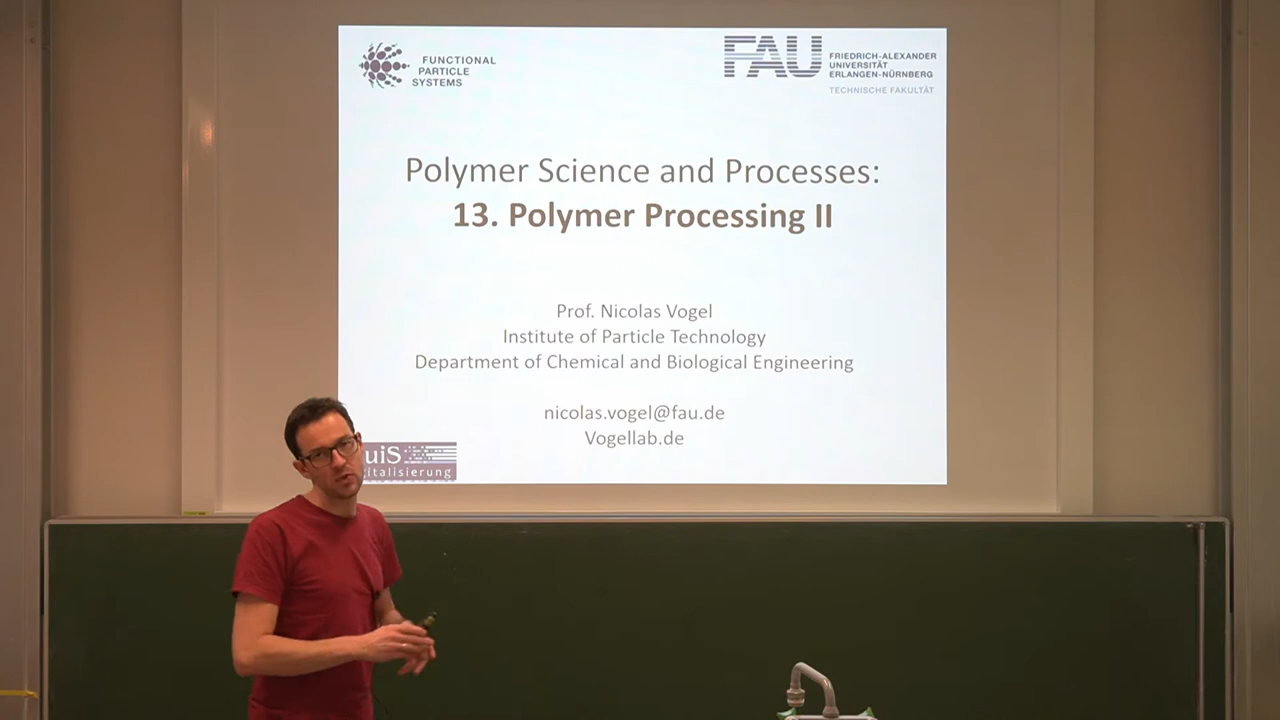 FUNCTIONAL
PARTICLE
SYSTEMS
FAU
FRIEDRICH-ALEXANDER
UNIVERSITÄT
ERLANGEN-NÜRNBERG
TECHNISCHE FAKULTÄT
Polymer Science and Processes:
13. Polymer Processing II
Prof. Nicolas Vogel
Institute of Particle Technology
Department of Chemical and Biological Engineering
nicolas.vogel@fau.de
Vogellab.de
uiS
italisierung